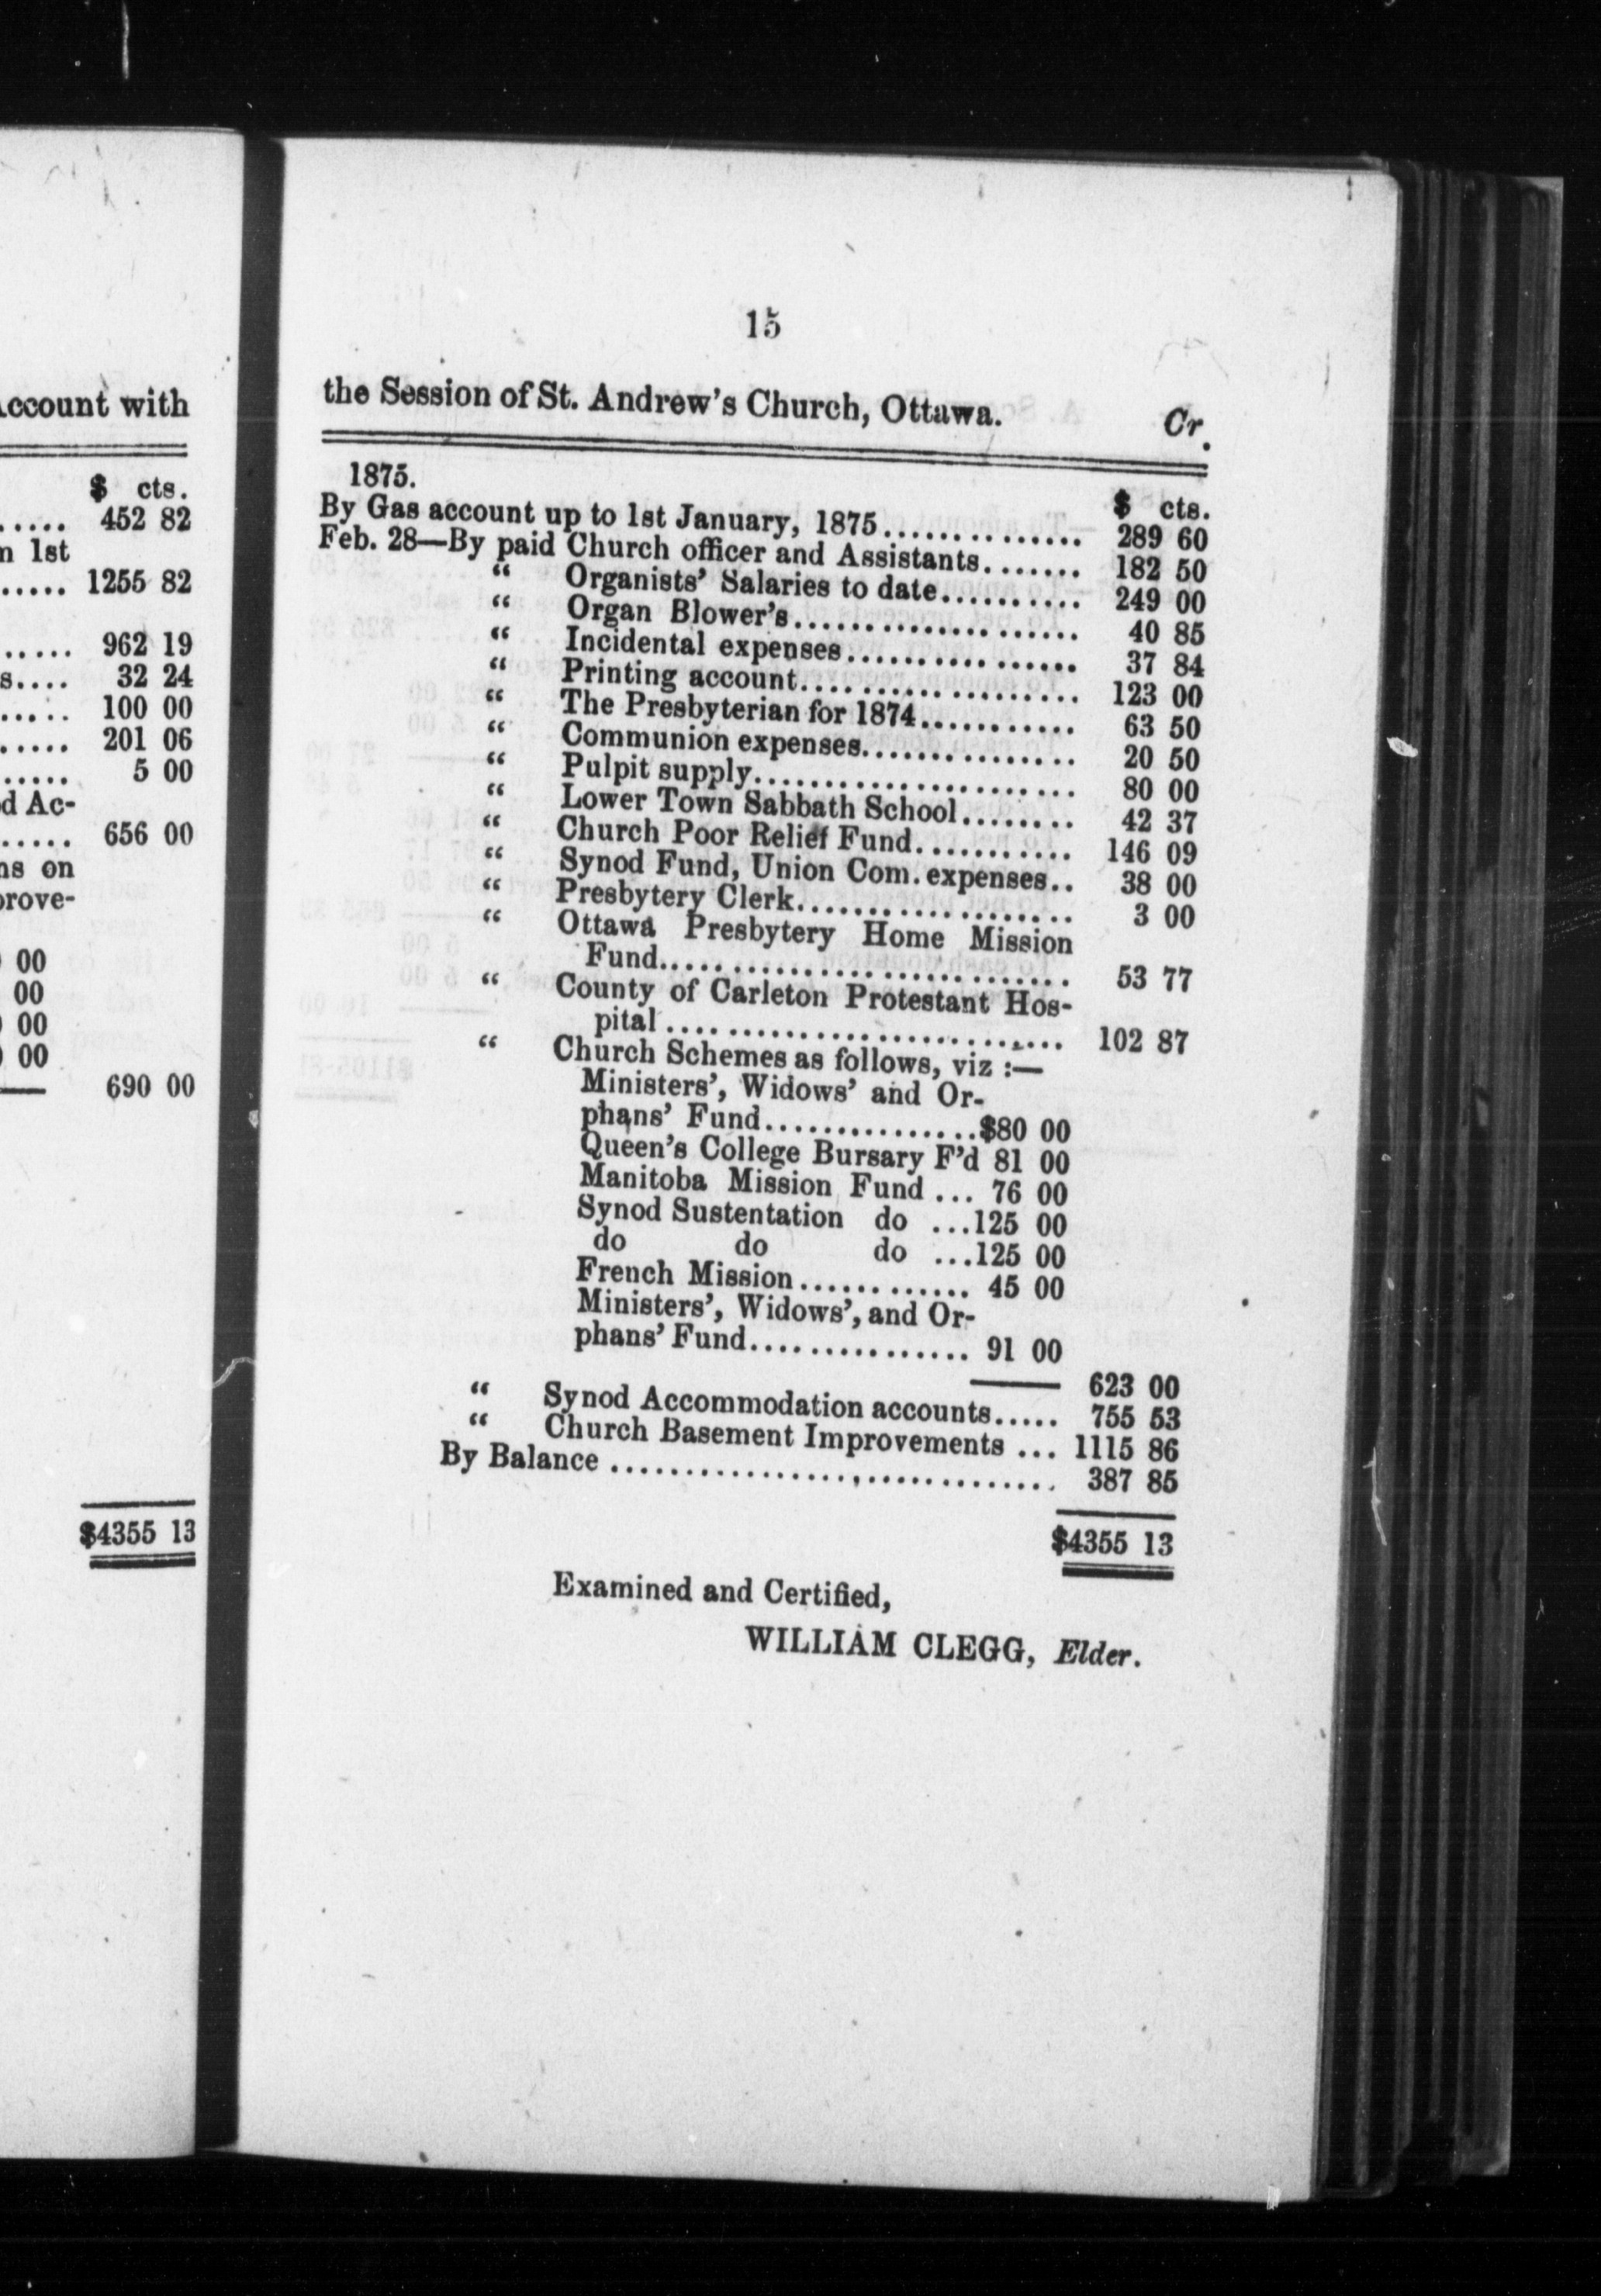 ccount with
$ cts.
..... 452 82
1st
..... 1255 82
..... 962 19
s.... 32 24
..... 100 00
..... 201 06
..... 5 00
d Ac-
..... 656 00
ns on
prove-
00
00
00
00
690 00
$4355 13
15
the Session of St. Andrew's Church, Ottawa. Cr.
1875. $ cts.
By Gas account up to 1st January, 1875.............. 289 60
Feb. 28—By paid Church officer and Assistants....... 182 50
“ Organists' Salaries to date.......... 249 00
“ Organ Blower's................... 40 85
“ Incidental expenses................ 37 84
“ Printing account................... 123 00
“ The Presbyterian for 1874............ 63 50
“ Communion expenses............... 20 50
“ Pulpit supply...................... 80 00
“ Lower Town Sabbath School........ 42 37
“ Church Poor Relief Fund........... 146 09
“ Synod Fund, Union Com. expenses.. 38 00
“ Presbytery Clerk................... 3 00
“ Ottawa Presbytery Home Mission
Fund............................ 53 77
“ County of Carleton Protestant Hos-
pital ........................... 102 87
“ Church Schemes as follows, viz :—
Ministers', Widows' and Or-
phans' Fund...............$80 00
Queen's College Bursary F'd 81 00
Manitoba Mission Fund ... 76 00
Synod Sustentation do ...125 00
do do do ...125 00
French Mission............ 45 00
Ministers', Widows', and Or-
phans' Fund............... 91 00
623 00
“ Synod Accommodation accounts..... 755 53
“ Church Basement Improvements ... 1115 86
By Balance .............................. 387 85
$4355 13
Examined and Certified,
WILLIAM CLEGG, Elder.